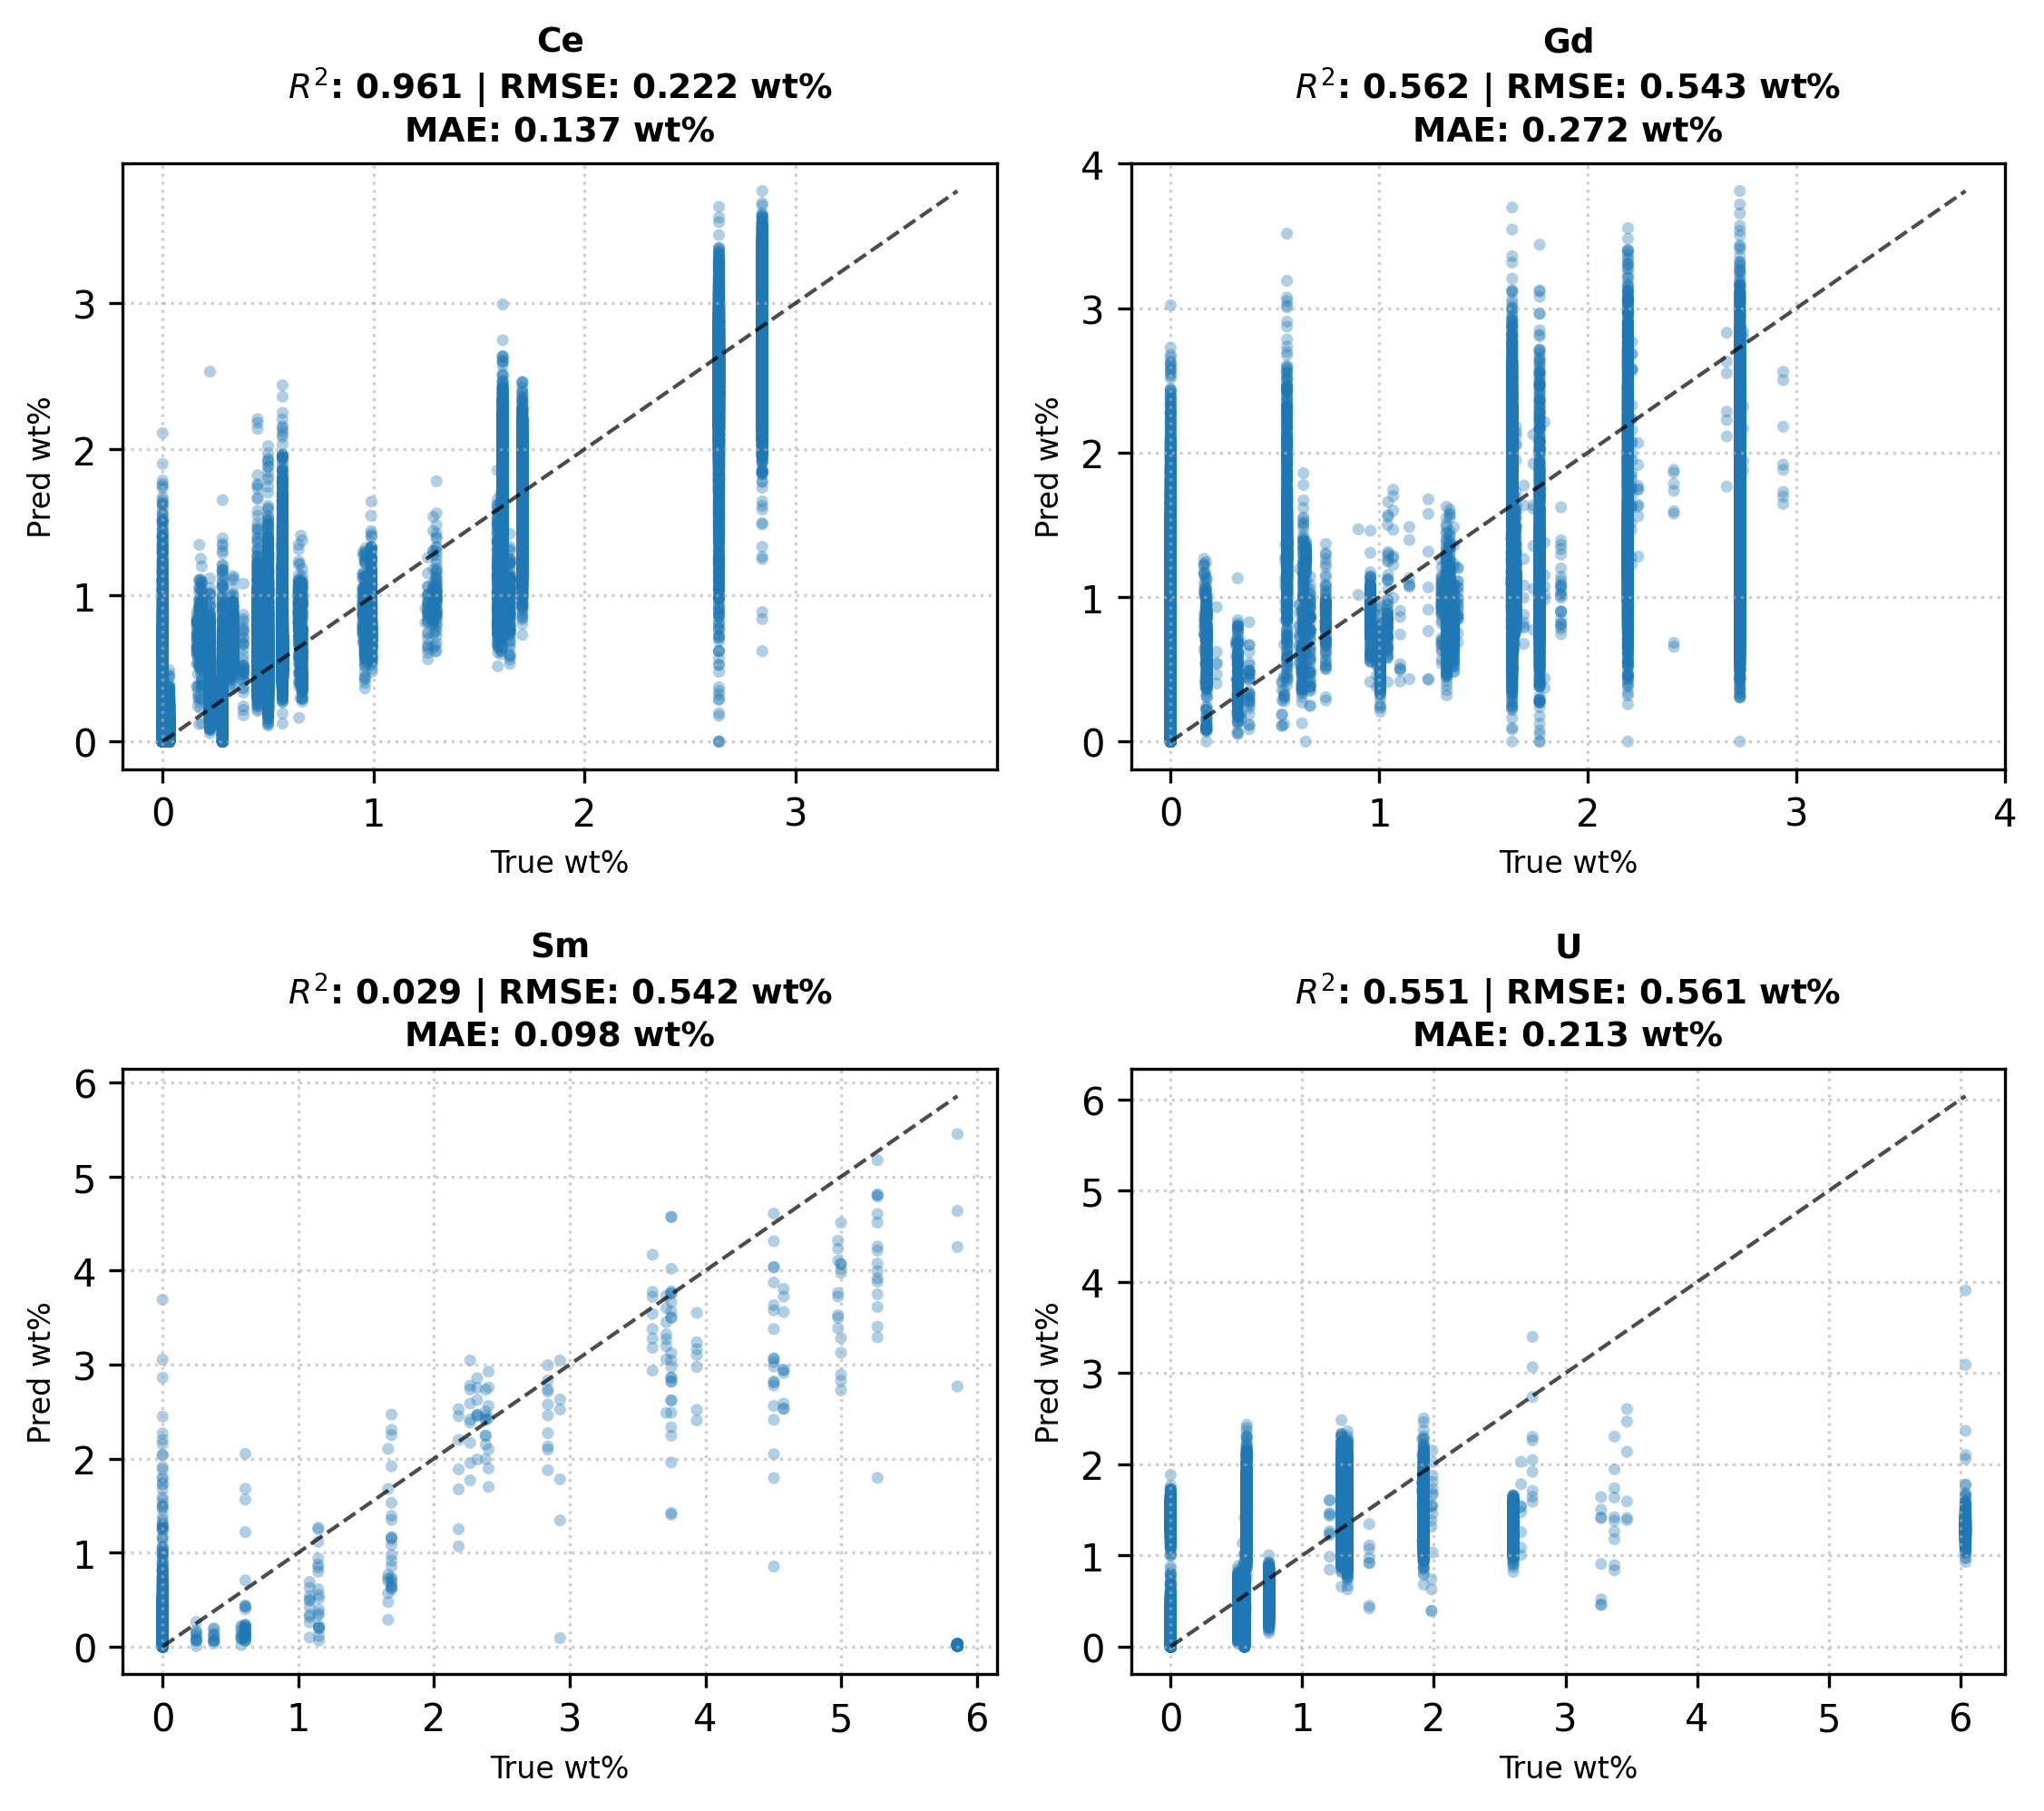 Ce
R²: 0.961 | RMSE: 0.222 wt%
MAE: 0.137 wt%
Pred wt%
3
2
1
0
0 1 2 3
True wt%
Gd
R²: 0.562 | RMSE: 0.543 wt%
MAE: 0.272 wt%
Pred wt%
4
3
2
1
0
0 1 2 3 4
True wt%
Sm
R²: 0.029 | RMSE: 0.542 wt%
MAE: 0.098 wt%
Pred wt%
6
5
4
3
2
1
0
0 1 2 3 4 5 6
True wt%
U
R²: 0.551 | RMSE: 0.561 wt%
MAE: 0.213 wt%
Pred wt%
6
5
4
3
2
1
0
0 1 2 3 4 5 6
True wt%